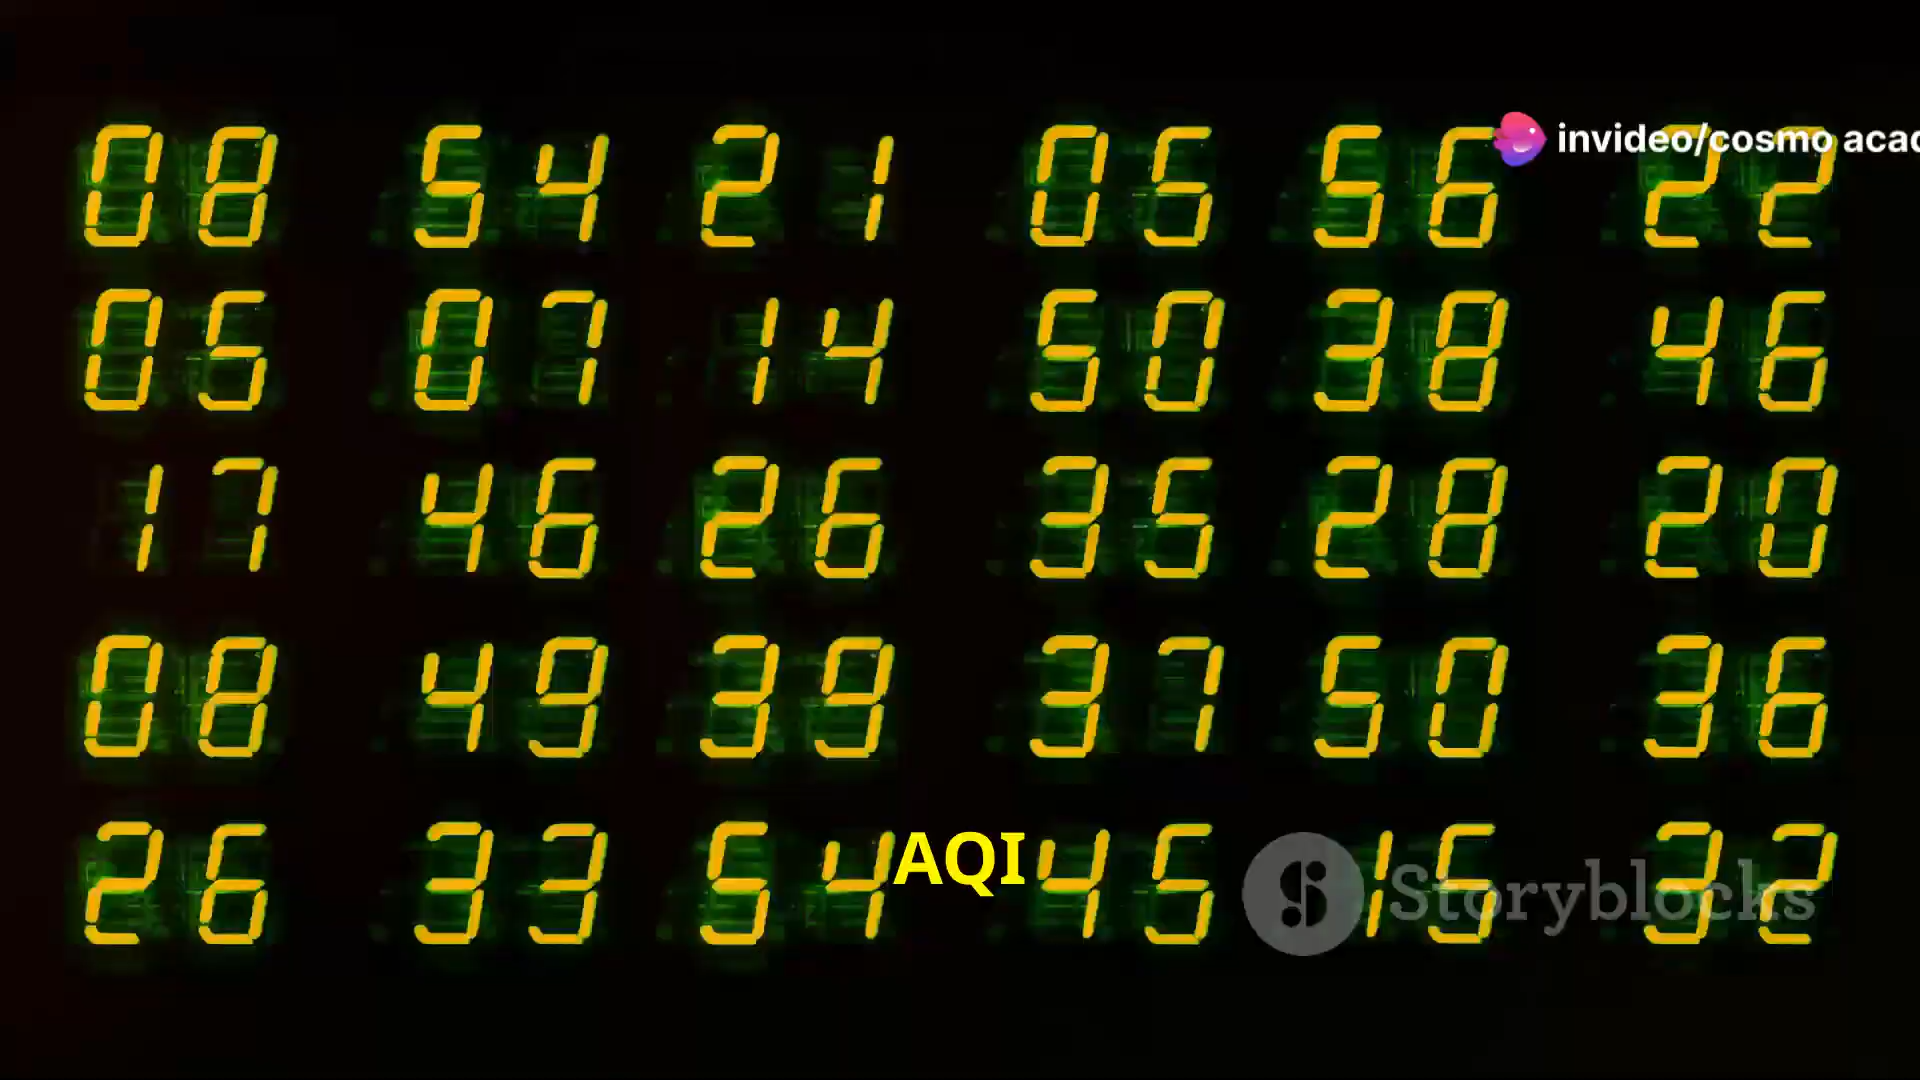 08 54 21 05 56 22
invideo/cosmo acad
05 07 14 50 38 46
17 46 26 35 28 20
08 49 39 37 50 36
26 33 54 45 15 32
AQI
Storyblocks